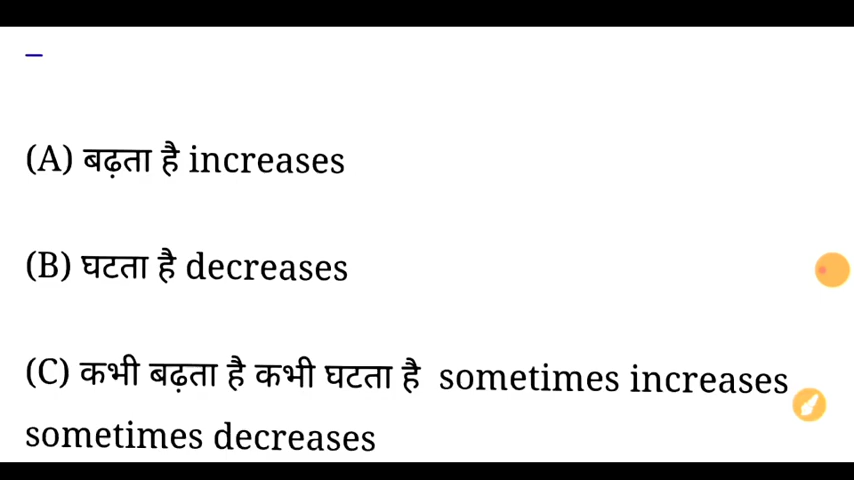 (A) बढ़ता है increases
(B) घटता है decreases
(C) कभी बढ़ता है कभी घटता है sometimes increases
sometimes decreases